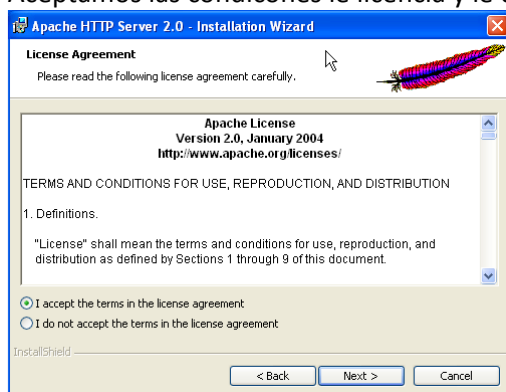 Aceptamos las condicones le licencia y le
Apache HTTP Server 2.0 - Installation Wizard
License Agreement
Please read the following license agreement carefully.
Apache License
Version 2.0, January 2004
http://www.apache.org/licenses/
TERMS AND CONDITIONS FOR USE, REPRODUCTION, AND DISTRIBUTION
1. Definitions.
"License" shall mean the terms and conditions for use, reproduction, and
distribution as defined by Sections 1 through 9 of this document.
I accept the terms in the license agreement
I do not accept the terms in the license agreement
InstallShield
< Back Next > Cancel